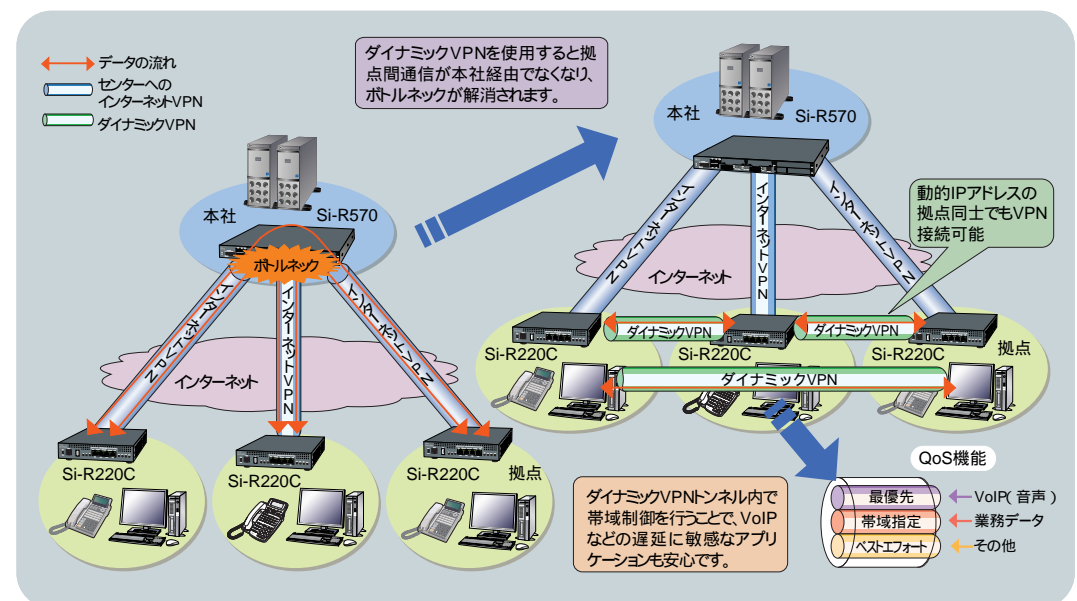 データの流れ
センターへの
インターネットVPN
ダイナミックVPN
ダイナミックVPNを使用すると拠
点間通信が本社経由でなくなり、
ボトルネックが解消されます。
本社
Si-R570
ボトルネック
インターネットVPN
インターネットVPN
インターネットVPN
インターネット
Si-R220C
Si-R220C
Si-R220C
拠点
本社
Si-R570
インターネットVPN
インターネットVPN
インターネットVPN
インターネット
動的IPアドレスの
拠点同士でもVPN
接続可能
ダイナミックVPN
ダイナミックVPN
Si-R220C
Si-R220C
Si-R220C
拠点
ダイナミックVPN
ダイナミックVPNトンネル内で
帯域制御を行うことで、VoIP
などの遅延に敏感なアプリ
ケーションも安心です。
QoS機能
最優先
VoIP(音声)
帯域指定
業務データ
ベストエフォート
その他